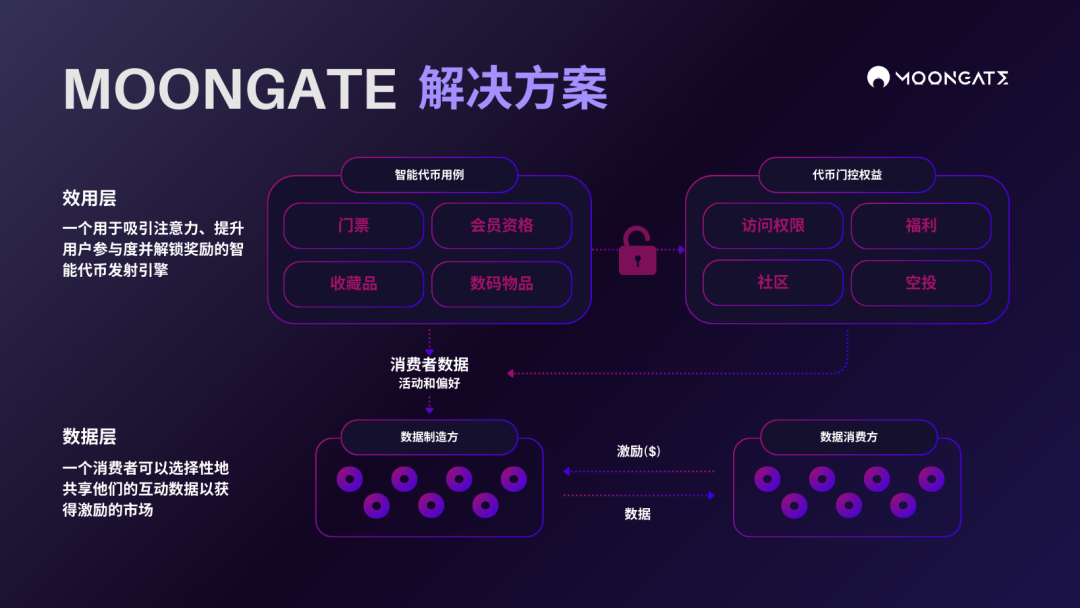 MOONGATE 解决方案
MOONGATE
效用层
一个用于吸引注意力、提升
用户参与度并解锁奖励的智
能代币发射引擎
智能代币用例
门票
会员资格
收藏品
数码物品
代币门控权益
访问权限
福利
社区
空投
消费者数据
活动和偏好
数据层
一个消费者可以选择性地
共享他们的互动数据以获
得激励的市场
数据制造方
激励($)
数据
数据消费方